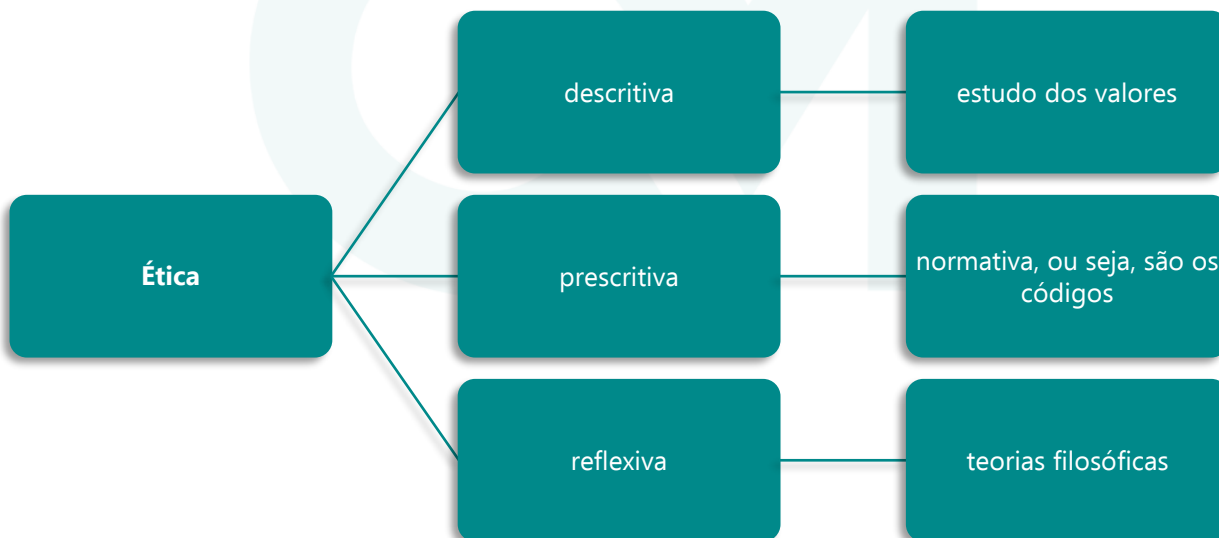 Ética
descritiva
estudo dos valores
prescritiva
normativa, ou seja, são os
códigos
reflexiva
teorias filosóficas